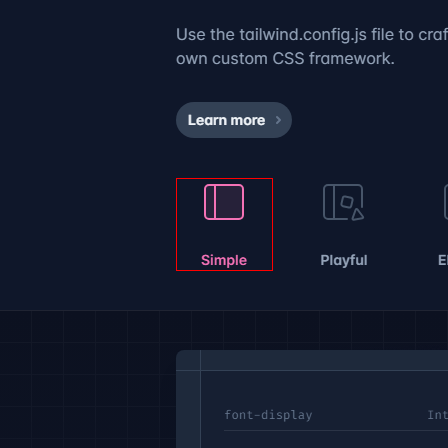 Use the tailwind.config.js file to craf
own custom CSS framework.
Learn more
Simple
Playful
El
font-display
Int